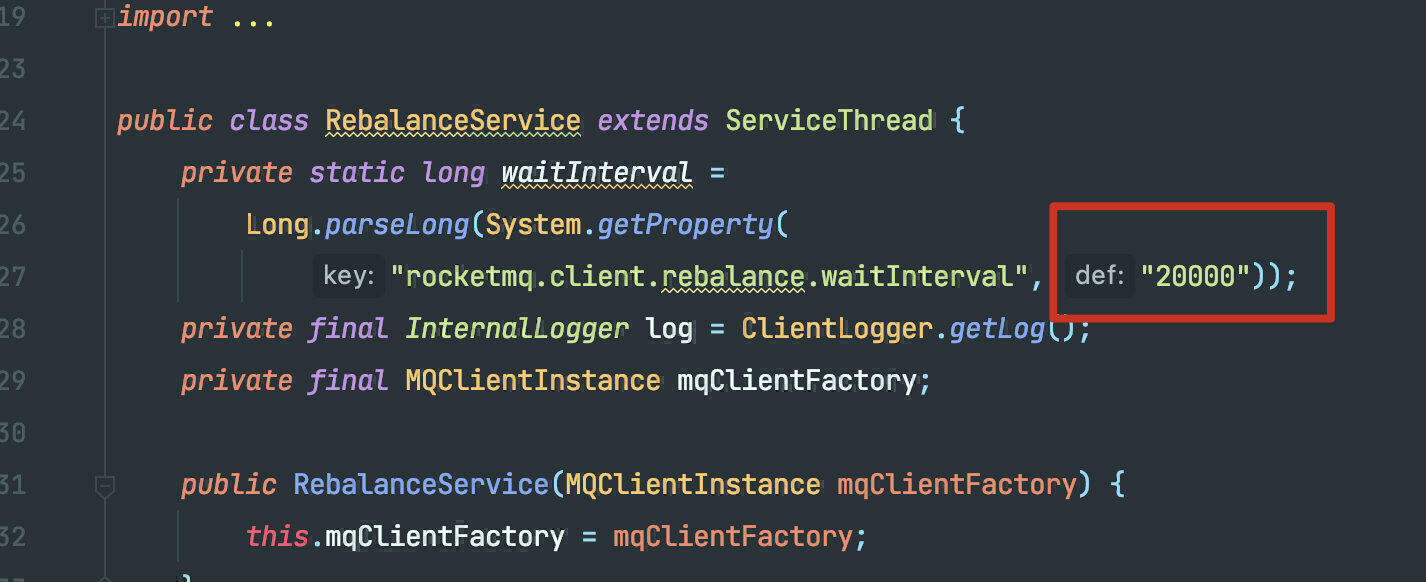 19 import ...
23
24 public class RebalanceService extends ServiceThread {
25 private static long waitInterval =
26 Long.parseLong(System.getProperty(
27 key: "rocketmq.client.rebalance.waitInterval", def: "20000"));
28 private final InternalLogger log = ClientLogger.getLog();
29 private final MQClientInstance mqClientFactory;
30
31 public RebalanceService(MQClientInstance mqClientFactory) {
32 this.mqClientFactory = mqClientFactory;
}